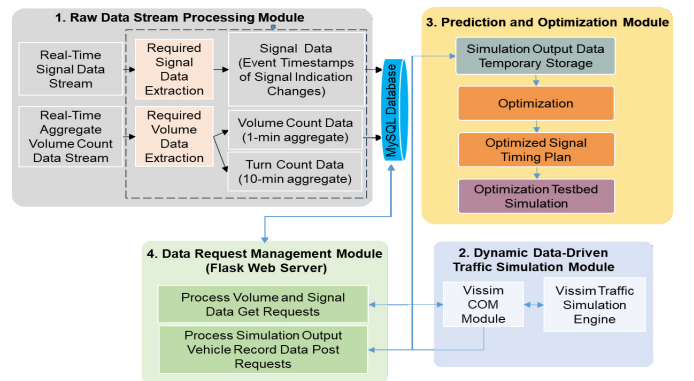 1. Raw Data Stream Processing Module
Real-Time
Signal Data
Stream
Required
Signal
Data
Extraction
Signal Data
(Event Timestamps
of Signal Indication
Changes)
Real-Time
Aggregate
Volume Count
Data Stream
Required
Volume
Data
Extraction
Volume Count Data
(1-min aggregate)
Turn Count Data
(10-min aggregate)
MySQL Database
3. Prediction and Optimization Module
Simulation Output Data
Temporary Storage
Optimization
Optimized Signal
Timing Plan
Optimization Testbed
Simulation
4. Data Request Management Module
(Flask Web Server)
Process Volume and Signal
Data Get Requests
Process Simulation Output
Vehicle Record Data Post
Requests
2. Dynamic Data-Driven
Traffic Simulation Module
Vissim
COM
Module
Vissim Traffic
Simulation
Engine